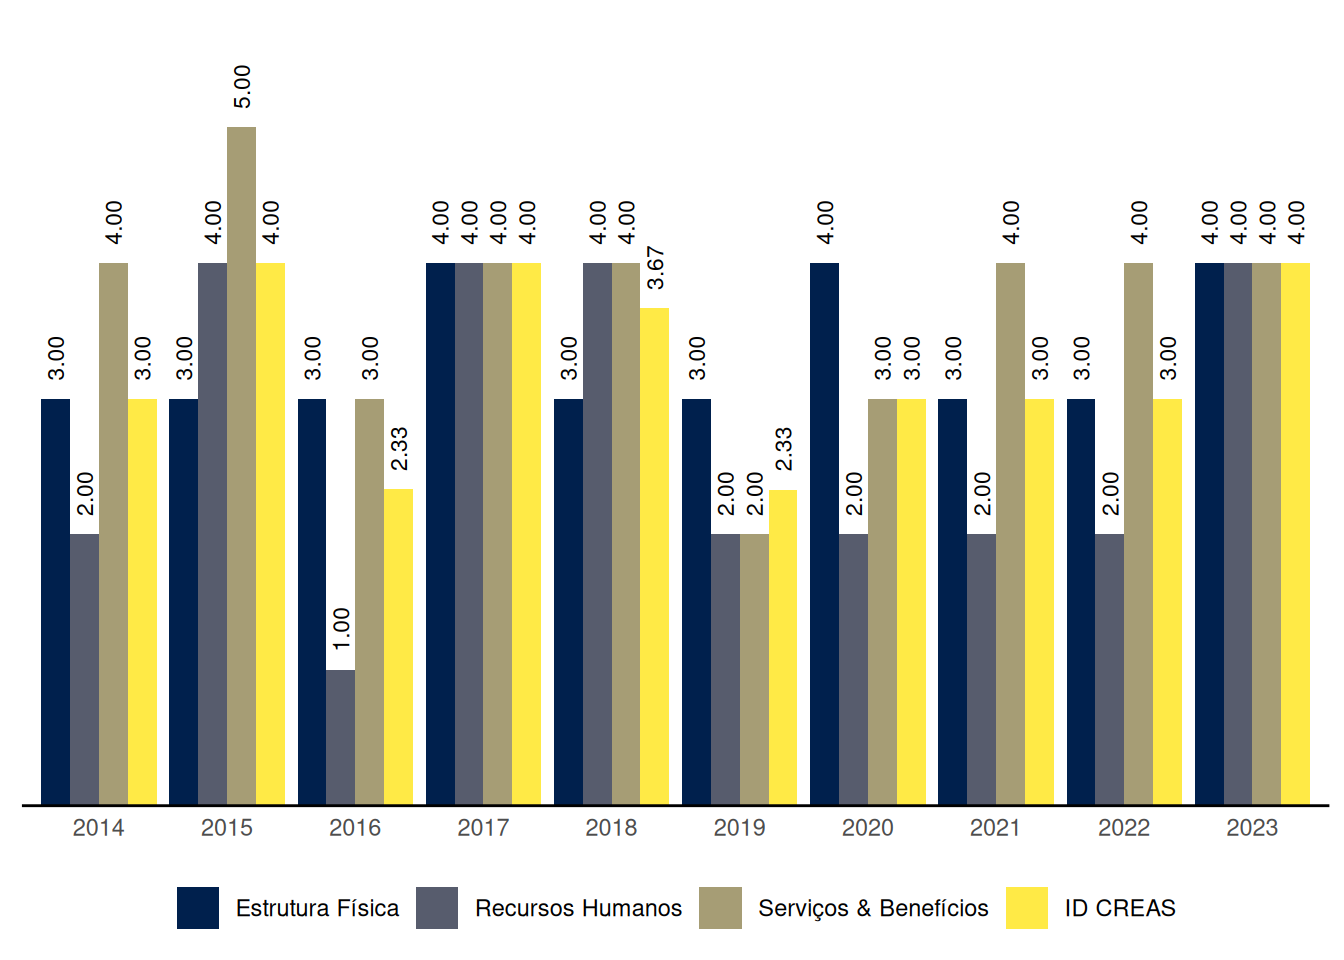 5.00
4.00 4.00 4.00 4.00 4.00 4.00 4.00 4.00 4.00 4.00 4.00 4.00 4.00 4.00 4.00 4.00
3.67
3.00 3.00 3.00 3.00 3.00 3.00 3.00 3.00 3.00 3.00 3.00 3.00
2.33 2.33
2.00 2.00 2.00 2.00 2.00 2.00
1.00
2014 2015 2016 2017 2018 2019 2020 2021 2022 2023
Estrutura Física Recursos Humanos Serviços & Benefícios ID CREAS